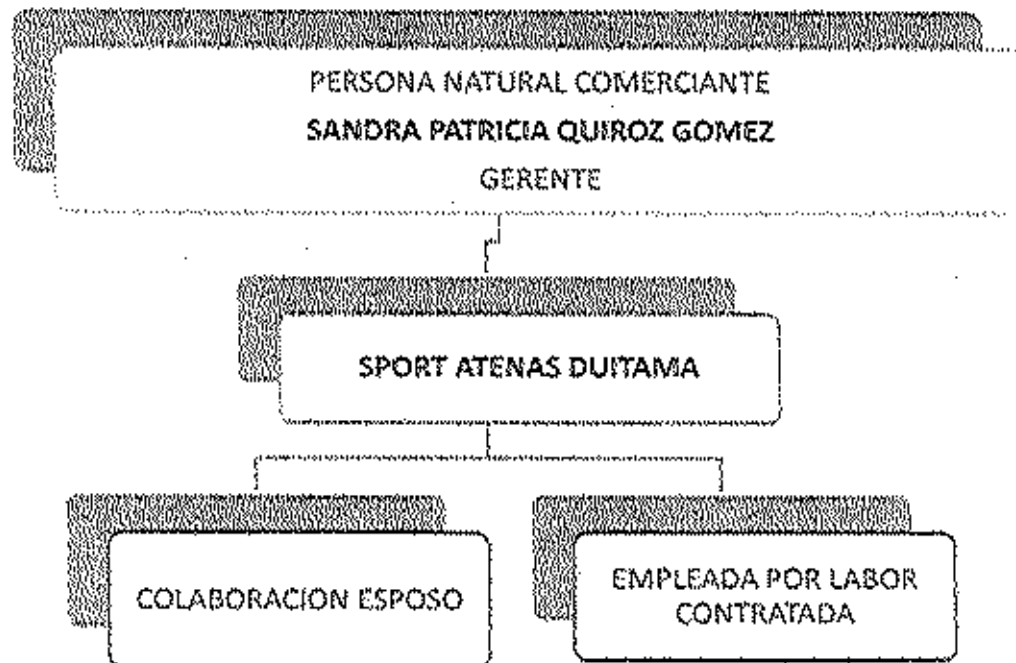 PERSONA NATURAL COMERCIANTE
SANDRA PATRICIA QUIROZ GOMEZ
GERENTE
SPORT ATENAS DUITAMA
COLABORACION ESPOSO
EMPLEADA POR LABOR
CONTRATADA